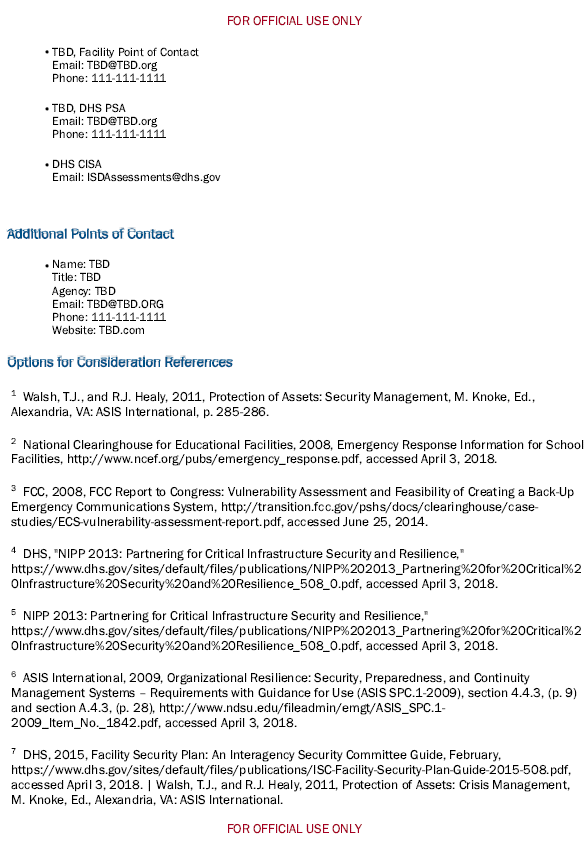 FOR OFFICIAL USE ONLY
• TBD, Facility Point of Contact
Email: TBD@TBD.org
Phone: 111-111-1111
• TBD, DHS PSA
Email: TBD@TBD.org
Phone: 111-111-1111
• DHS CISA
Email: ISDAssessments@dhs.gov
Additional Points of Contact
• Name: TBD
Title: TBD
Agency: TBD
Email: TBD@TBD.ORG
Phone: 111-111-1111
Website: TBD.com
Options for Consideration References
1 Walsh, T.J., and R.J. Healy, 2011, Protection of Assets: Security Management, M. Knoke, Ed.,
Alexandria, VA: ASIS International, p. 285-286.
2 National Clearinghouse for Educational Facilities, 2008, Emergency Response Information for School
Facilities, http://www.ncef.org/pubs/emergency_response.pdf, accessed April 3, 2018.
3 FCC, 2008, FCC Report to Congress: Vulnerability Assessment and Feasibility of Creating a Back-Up
Emergency Communications System, http://transition.fcc.gov/pshs/docs/clearinghouse/case-
studies/ECS-vulnerability-assessment-report.pdf, accessed June 25, 2014.
4 DHS, "NIPP 2013: Partnering for Critical Infrastructure Security and Resilience,"
https://www.dhs.gov/sites/default/files/publications/NIPP%202013_Partnering%20for%20Critical%2
0Infrastructure%20Security%20and%20Resilience_508_0.pdf, accessed April 3, 2018.
5 NIPP 2013: Partnering for Critical Infrastructure Security and Resilience,"
https://www.dhs.gov/sites/default/files/publications/NIPP%202013_Partnering%20for%20Critical%2
0Infrastructure%20Security%20and%20Resilience_508_0.pdf, accessed April 3, 2018.
6 ASIS International, 2009, Organizational Resilience: Security, Preparedness, and Continuity
Management Systems – Requirements with Guidance for Use (ASIS SPC.1-2009), section 4.4.3, (p. 9)
and section A.4.3, (p. 28), http://www.ndsu.edu/fileadmin/emgt/ASIS_SPC.1-
2009_Item_No._1842.pdf, accessed April 3, 2018.
7 DHS, 2015, Facility Security Plan: An Interagency Security Committee Guide, February,
https://www.dhs.gov/sites/default/files/publications/ISC-Facility-Security-Plan-Guide-2015-508.pdf,
accessed April 3, 2018. | Walsh, T.J., and R.J. Healy, 2011, Protection of Assets: Crisis Management,
M. Knoke, Ed., Alexandria, VA: ASIS International.
FOR OFFICIAL USE ONLY